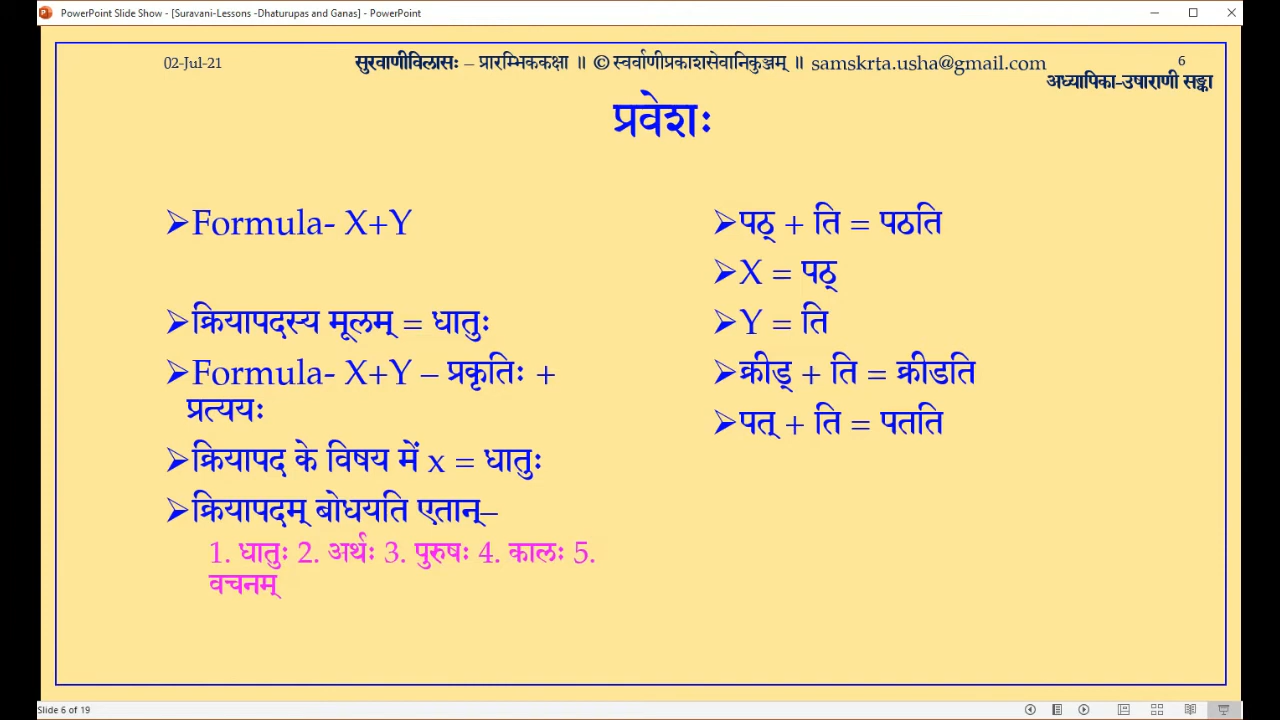 PowerPoint Slide Show - [Suravani-Lessons -Dhaturupas and Ganas] - PowerPoint
02-Jul-21
सुरवाणीविलासः – प्रारम्भिककक्षा ॥ © स्वर्वाणीप्रकाशसेवानिकुञ्जम् ॥ samskrta.usha@gmail.com
6
अध्यापिका-उषाराणी सङ्का
प्रवेशः
➢Formula- X+Y
➢क्रियापदस्य मूलम् = धातुः
➢Formula- X+Y – प्रकृतिः +
प्रत्ययः
➢क्रियापद के विषय में x = धातुः
➢क्रियापदम् बोधयति एतान्–
1. धातुः 2. अर्थः 3. पुरुषः 4. कालः 5.
वचनम्
➢पठ् + ति = पठति
➢X = पठ्
➢Y = ति
➢क्रीड् + ति = क्रीडति
➢पत् + ति = पतति
Slide 6 of 19